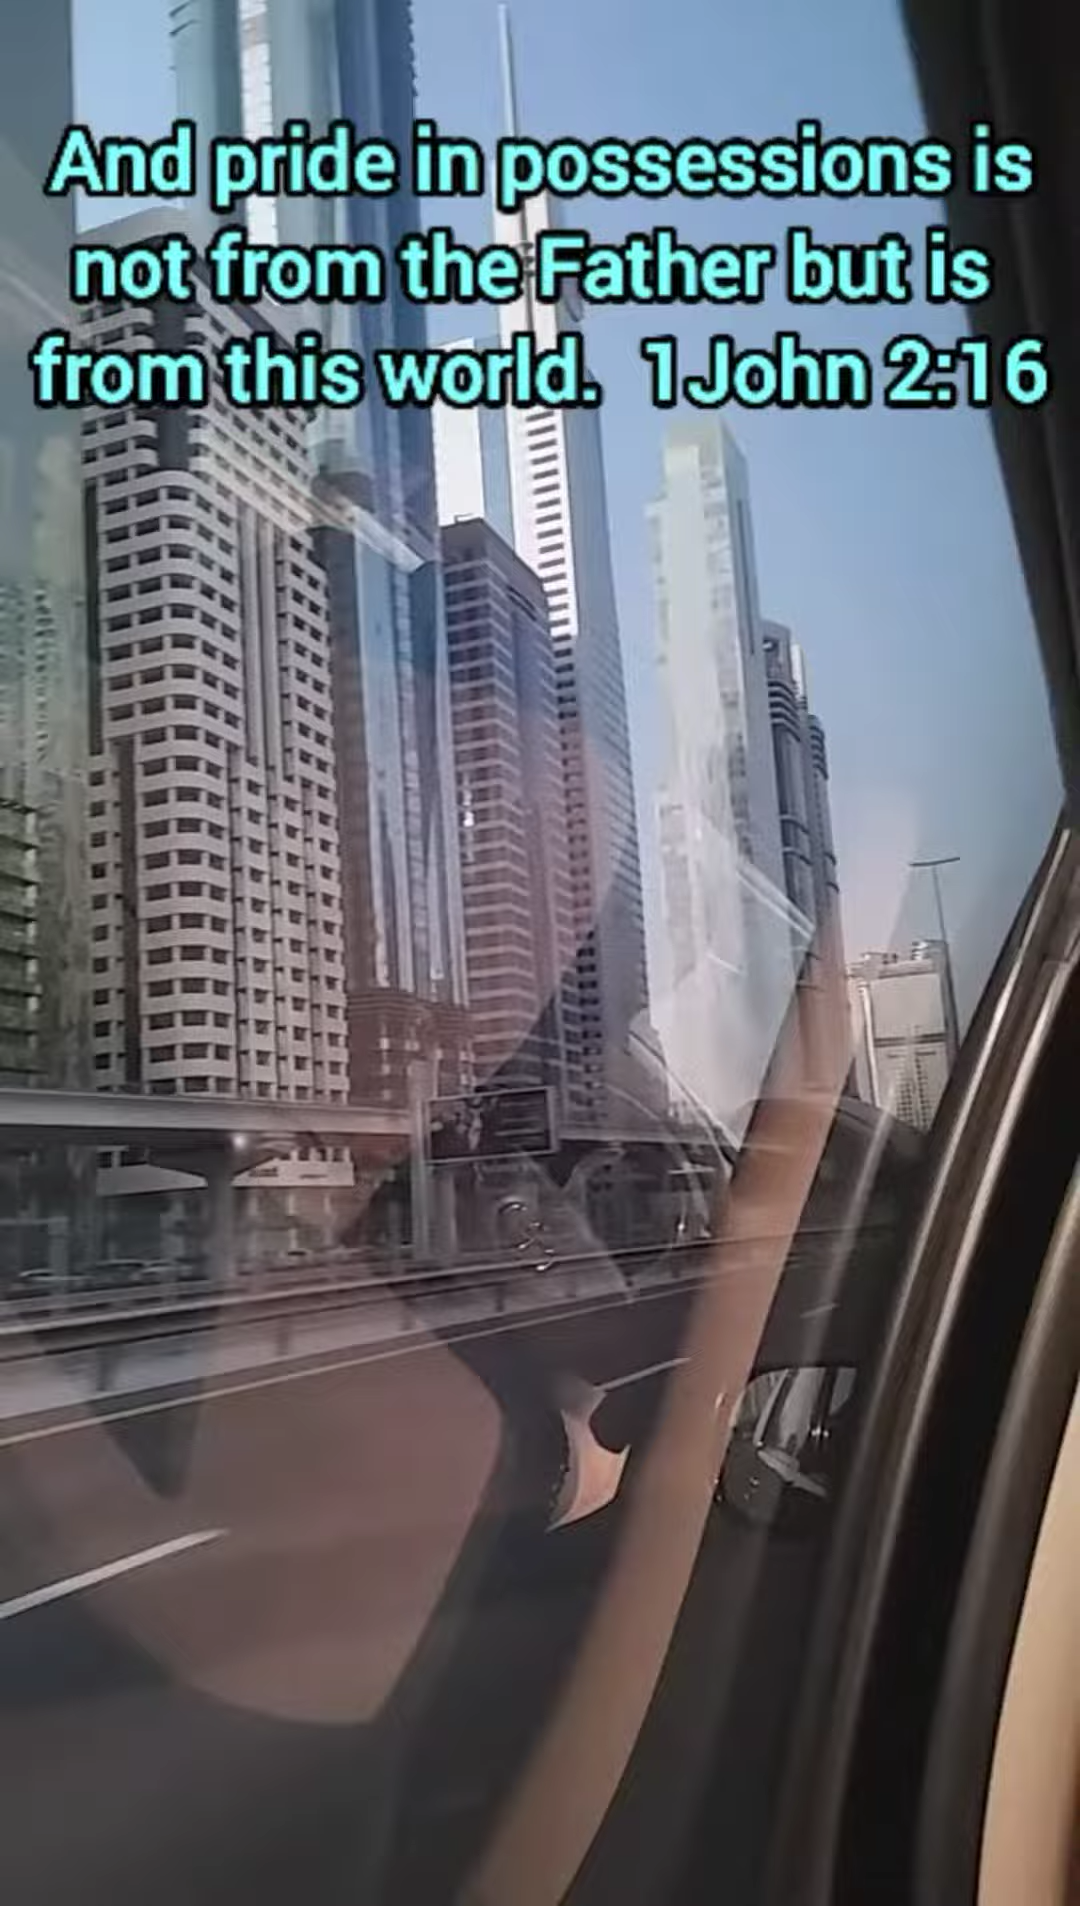 And pride in possessions is
not from the Father but is
from this world.  1John 2:16